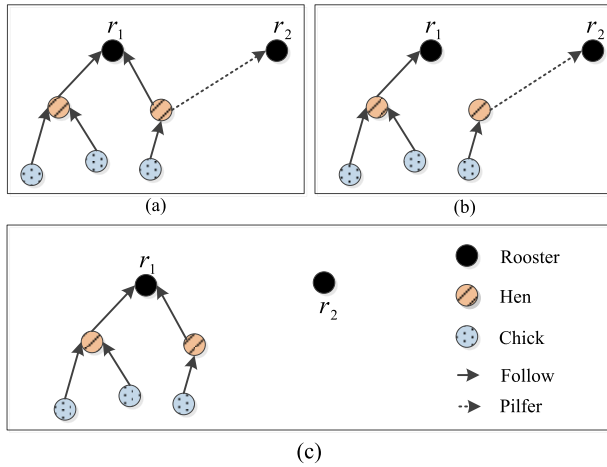 r1
r2
(a)
r1
r2
(b)
r1
r2
Rooster
Hen
Chick
Follow
Pilfer
(c)